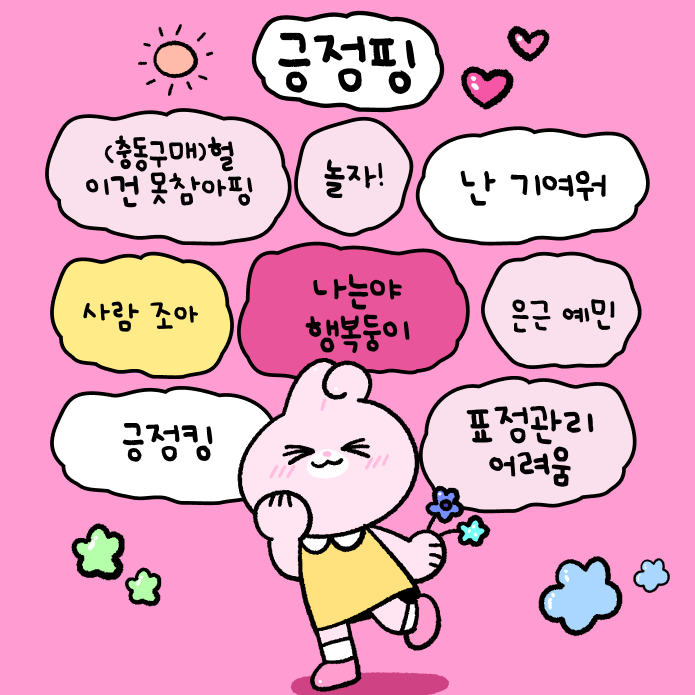 긍정핑
(충동구매)헐
이건 못참아핑
놀자!
난 기여워
사람 조아
나는야
행복둥이
은근 예민
긍정킹
표정관리
어려움